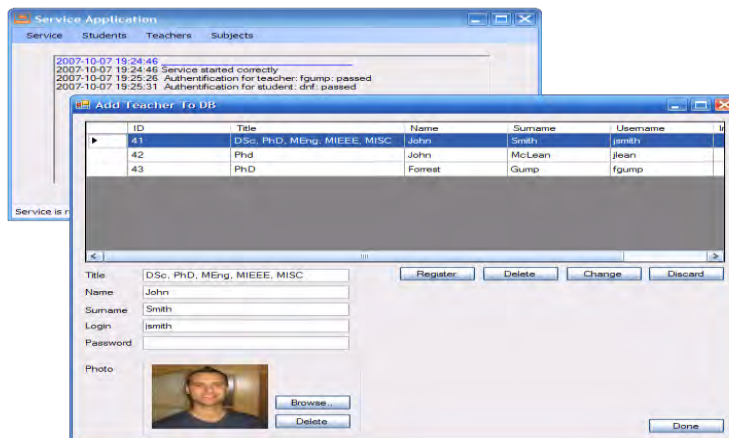 Service Application
Service Students Teachers Subjects
2007-10-07 19:24:46
2007-10-07 19:24:46 Service started correctly
2007-10-07 19:25:26 Authentification for teacher: fgump: passed
2007-10-07 19:25:31 Authentification for student: dnf: passed
Service is r
Add Teacher To DB
ID Title Name Surname Username
41 DSc, PhD, MEng, MIEEE, MISC John Smith jsmith
42 Phd John McLean jlean
43 PhD Forrest Gump fgump
Title DSc, PhD, MEng, MIEEE, MISC Register Delete Change Discard
Name John
Surname Smith
Login jsmith
Password
Photo
Browse..
Delete
Done